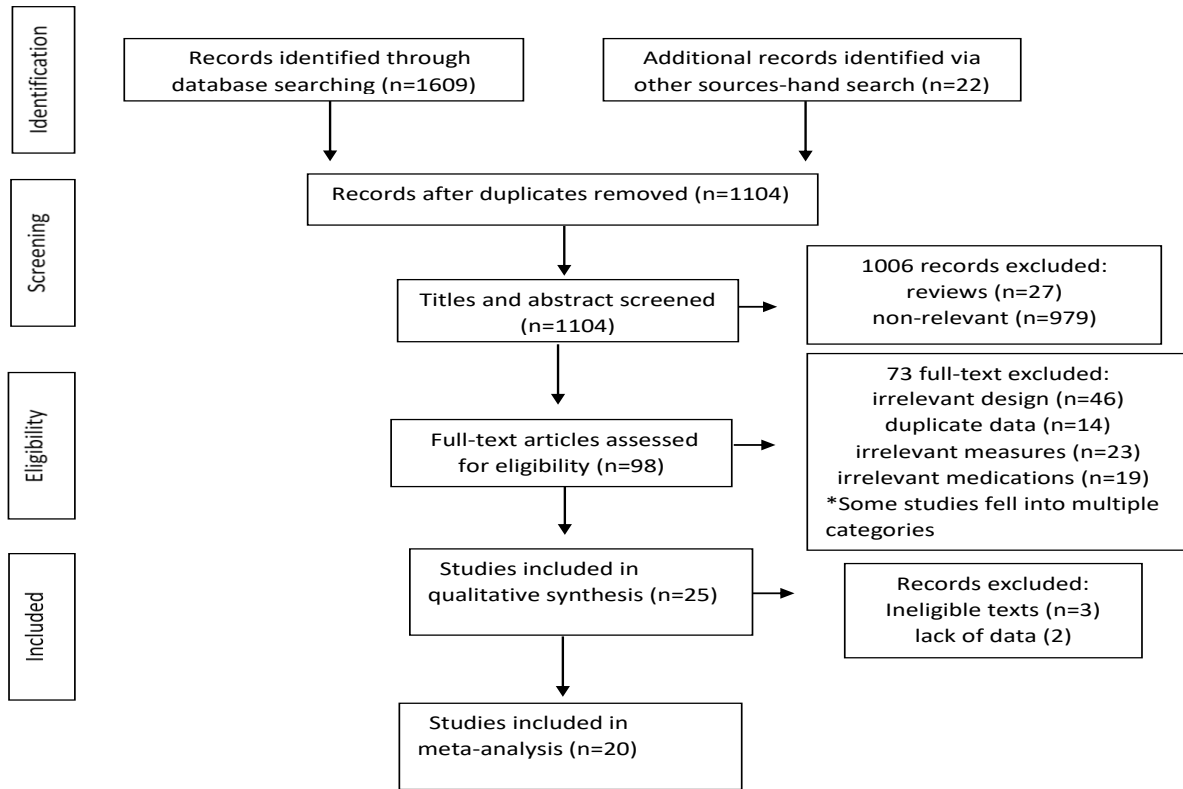 Identification
Records identified through
database searching (n=1609)
Additional records identified via
other sources-hand search (n=22)
Screening
Records after duplicates removed (n=1104)
Titles and abstract screened
(n=1104)
1006 records excluded:
reviews (n=27)
non-relevant (n=979)
Eligibility
Full-text articles assessed
for eligibility (n=98)
73 full-text excluded:
irrelevant design (n=46)
duplicate data (n=14)
irrelevant measures (n=23)
irrelevant medications (n=19)
*Some studies fell into multiple
categories
Included
Studies included in
qualitative synthesis (n=25)
Records excluded:
Ineligible texts (n=3)
lack of data (2)
Studies included in
meta-analysis (n=20)